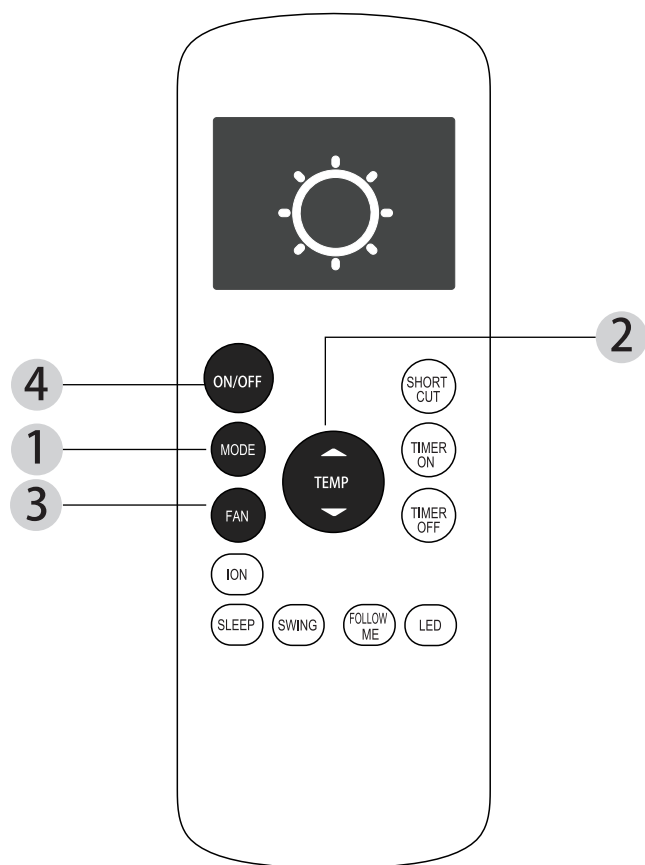 2
4
ON/OFF
SHORT
CUT
1
MODE
TEMP
TIMER
ON
3
FAN
TIMER
OFF
ION
SLEEP
SWING
FOLLOW
ME
LED